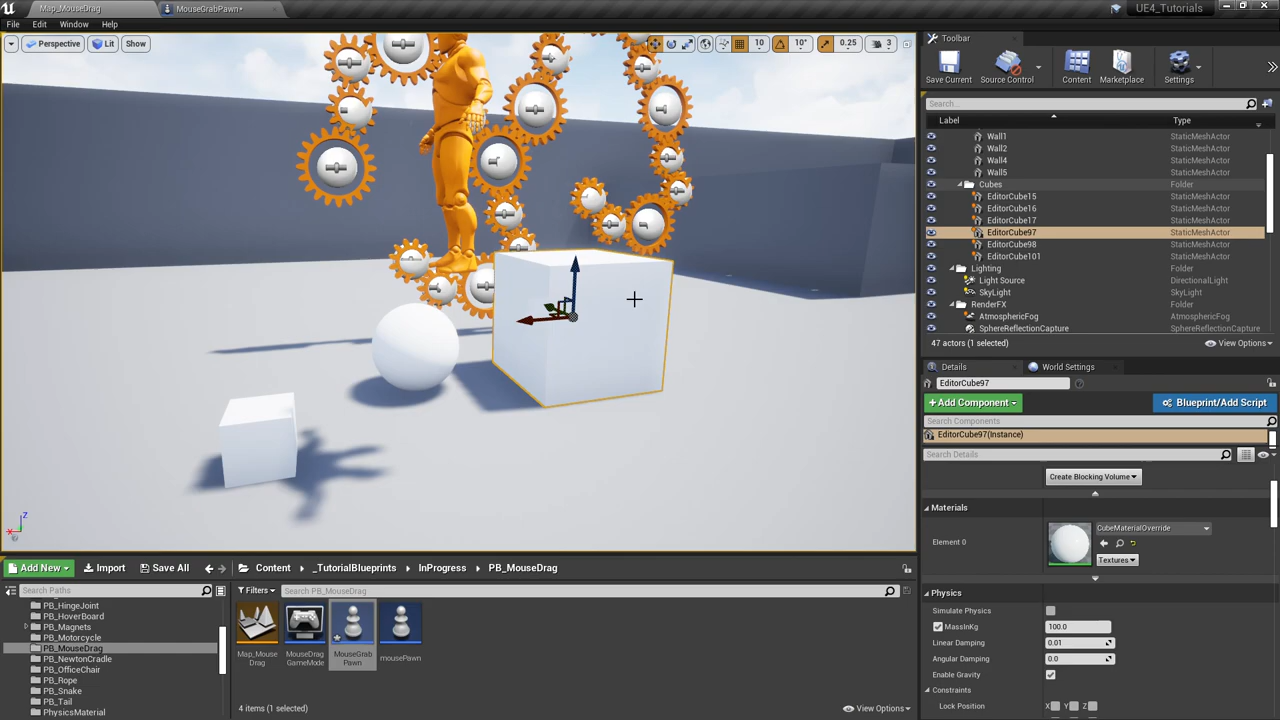 Map_MouseDrag
MouseGrabPawn*
UE4_Tutorials
File Edit Window Help
Perspective Lit Show
10 10° 0.25 3
Toolbar
Save Current Source Control Content Marketplace Settings
Search...
Label Type
Wall1 StaticMeshActor
Wall2 StaticMeshActor
Wall4 StaticMeshActor
Wall5 StaticMeshActor
Cubes Folder
EditorCube15 StaticMeshActor
EditorCube16 StaticMeshActor
EditorCube17 StaticMeshActor
EditorCube97 StaticMeshActor
EditorCube98 StaticMeshActor
EditorCube101 StaticMeshActor
Lighting Folder
Light Source DirectionalLight
SkyLight SkyLight
RenderFX Folder
AtmosphericFog AtmosphericFog
SphereReflectionCapture SphereReflectionCapture
47 actors (1 selected) View Options
Details World Settings
EditorCube97
+ Add Component Blueprint/Add Script
Search Components
EditorCube97(Instance)
Search Details
Create Blocking Volume
Materials
Element 0
CubeMaterialOverride
Textures
Physics
Simulate Physics
MassInKg 100.0
Linear Damping 0.01
Angular Damping 0.0
Enable Gravity
Constraints
Lock Position X Y Z
Z
X
Add New Import Save All Content _TutorialBlueprints InProgress PB_MouseDrag
Search Paths
Filters Search PB_MouseDrag
PB_HingeJoint
PB_HoverBoard
PB_Magnets
PB_Motorcycle
PB_MouseDrag
PB_NewtonCradle
PB_OfficeChair
PB_Rope
PB_Snake
PB_Tail
PhysicsMaterial
Map_Mouse
Drag
MouseDrag
GameMode
MouseGrab
Pawn
mousePawn
4 items (1 selected) View Options